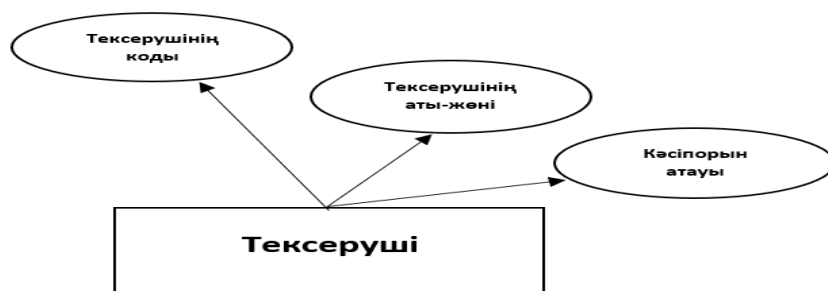 Тексерушінің
коды
Тексерушінің
аты-жөні
Кәсіпорын
атауы
Тексеруші